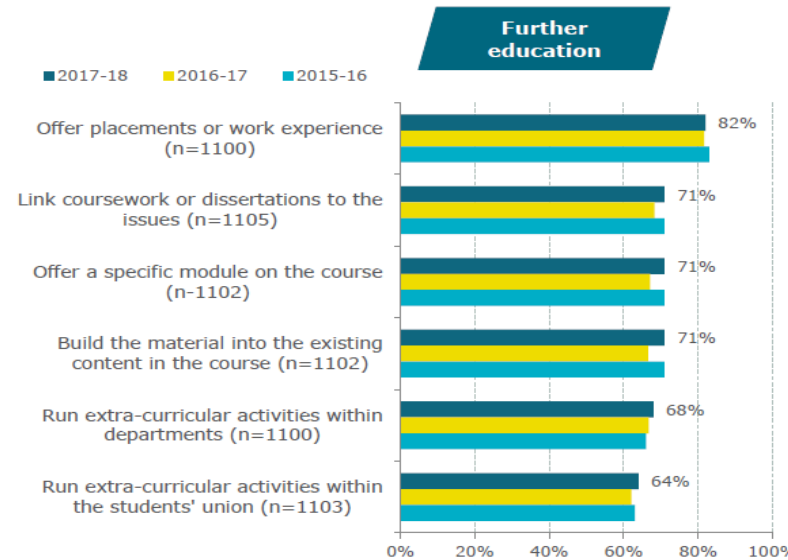 Further
education
2017-18 2016-17 2015-16
Offer placements or work experience
(n=1100)
82%
Link coursework or dissertations to the
issues (n=1105)
71%
Offer a specific module on the course
(n-1102)
71%
Build the material into the existing
content in the course (n=1102)
71%
Run extra-curricular activities within
departments (n=1100)
68%
Run extra-curricular activities within
the students' union (n=1103)
64%
0% 20% 40% 60% 80% 100%